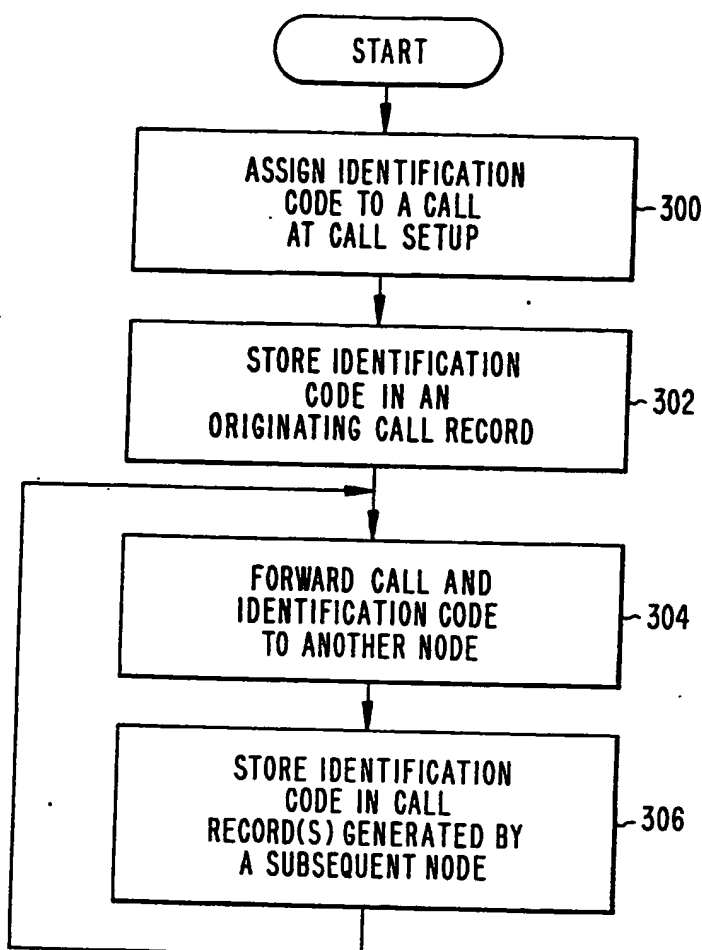 START
ASSIGN IDENTIFICATION
CODE TO A CALL
AT CALL SETUP
300
STORE IDENTIFICATION
CODE IN AN
ORIGINATING CALL RECORD
302
FORWARD CALL AND
IDENTIFICATION CODE
TO ANOTHER NODE
304
STORE IDENTIFICATION
CODE IN CALL
RECORD(S) GENERATED BY
A SUBSEQUENT NODE
306